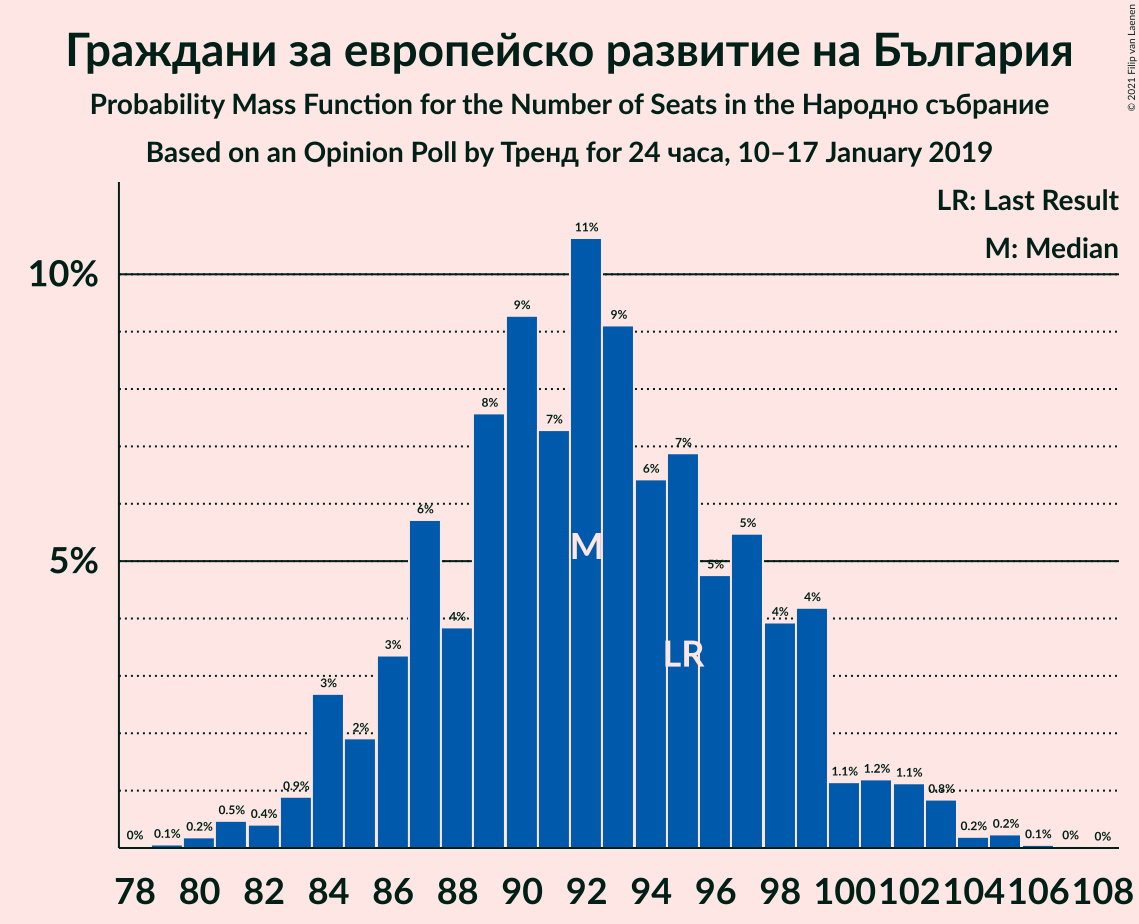 Граждани за европейско развитие на България
Probability Mass Function for the Number of Seats in the Народно събрание
Based on an Opinion Poll by Тренд for 24 часа, 10–17 January 2019
© 2021 Filip van Laenen
LR: Last Result
M: Median
10%
5%
0% 0.1% 0.2% 0.5% 0.4% 0.9% 3% 2% 3% 6% 4% 8% 9% 7% 11% 9% 6% 7% 5% 5% 4% 4% 1.1% 1.2% 1.1% 0.8% 0.2% 0.2% 0.1% 0% 0%
M
LR
78 80 82 84 86 88 90 92 94 96 98 100 102 104 106 108